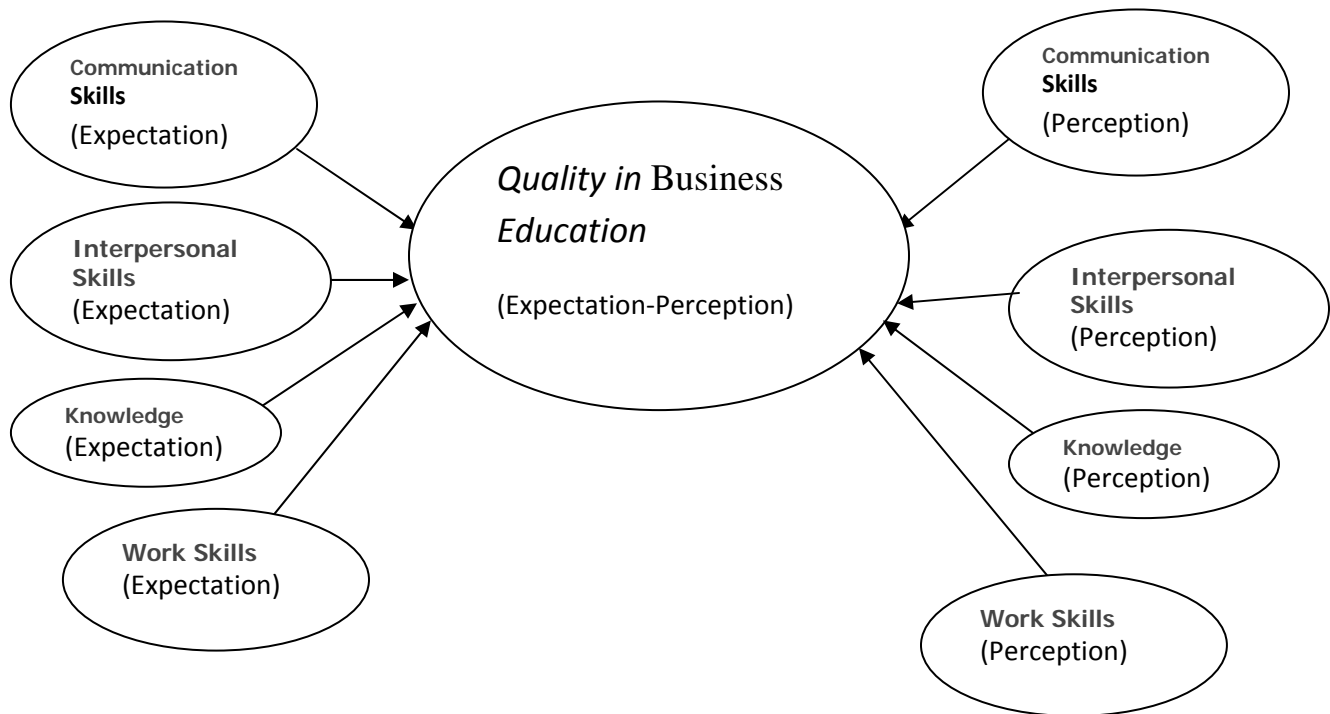 Communication
Skills
(Expectation)
Interpersonal
Skills
(Expectation)
Knowledge
(Expectation)
Work Skills
(Expectation)
Quality in Business
Education
(Expectation-Perception)
Communication
Skills
(Perception)
Interpersonal
Skills
(Perception)
Knowledge
(Perception)
Work Skills
(Perception)